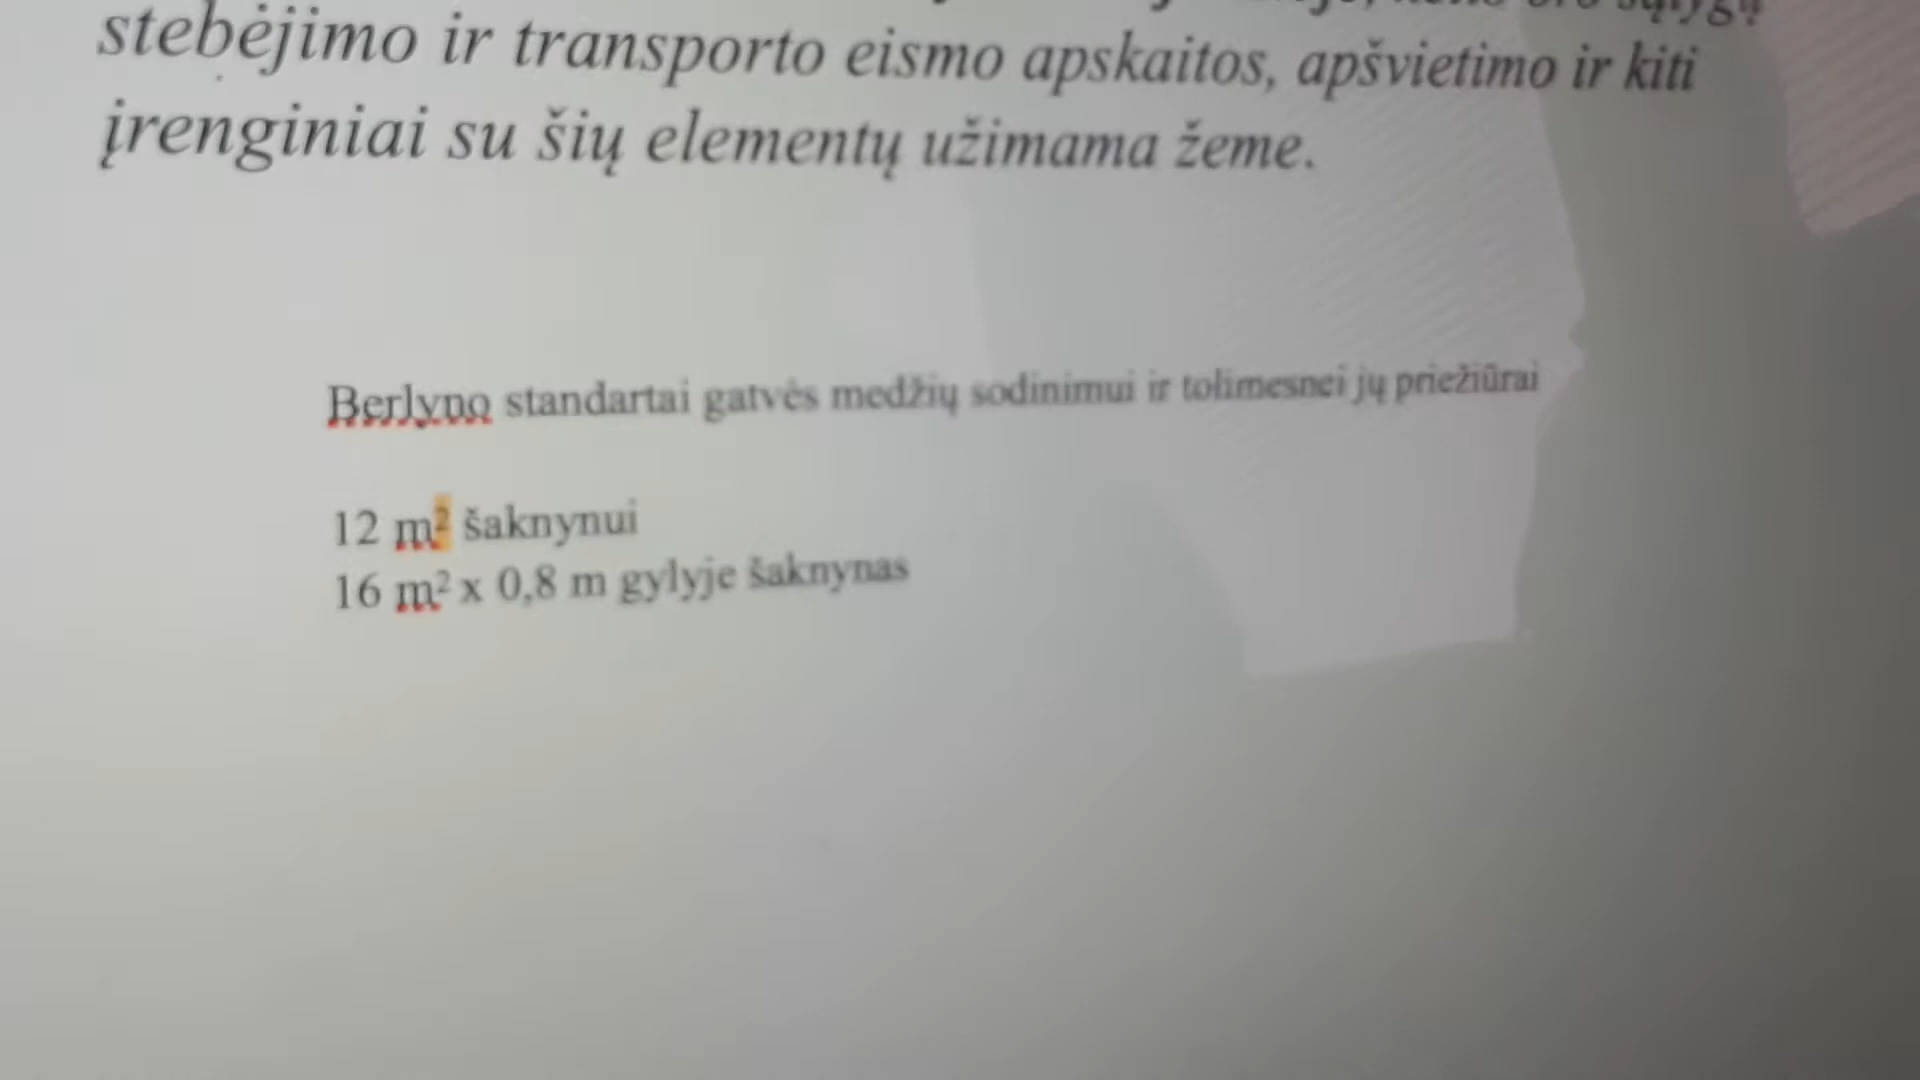 stebėjimo ir transporto eismo apskaitos, apšvietimo ir kiti
įrenginiai su šių elementų užimama žeme.
Berlyno standartai gatvės medžių sodinimui ir tolimesnei jų priežiūrai
12 m² šaknynui
16 m² x 0,8 m gylyje šaknynas